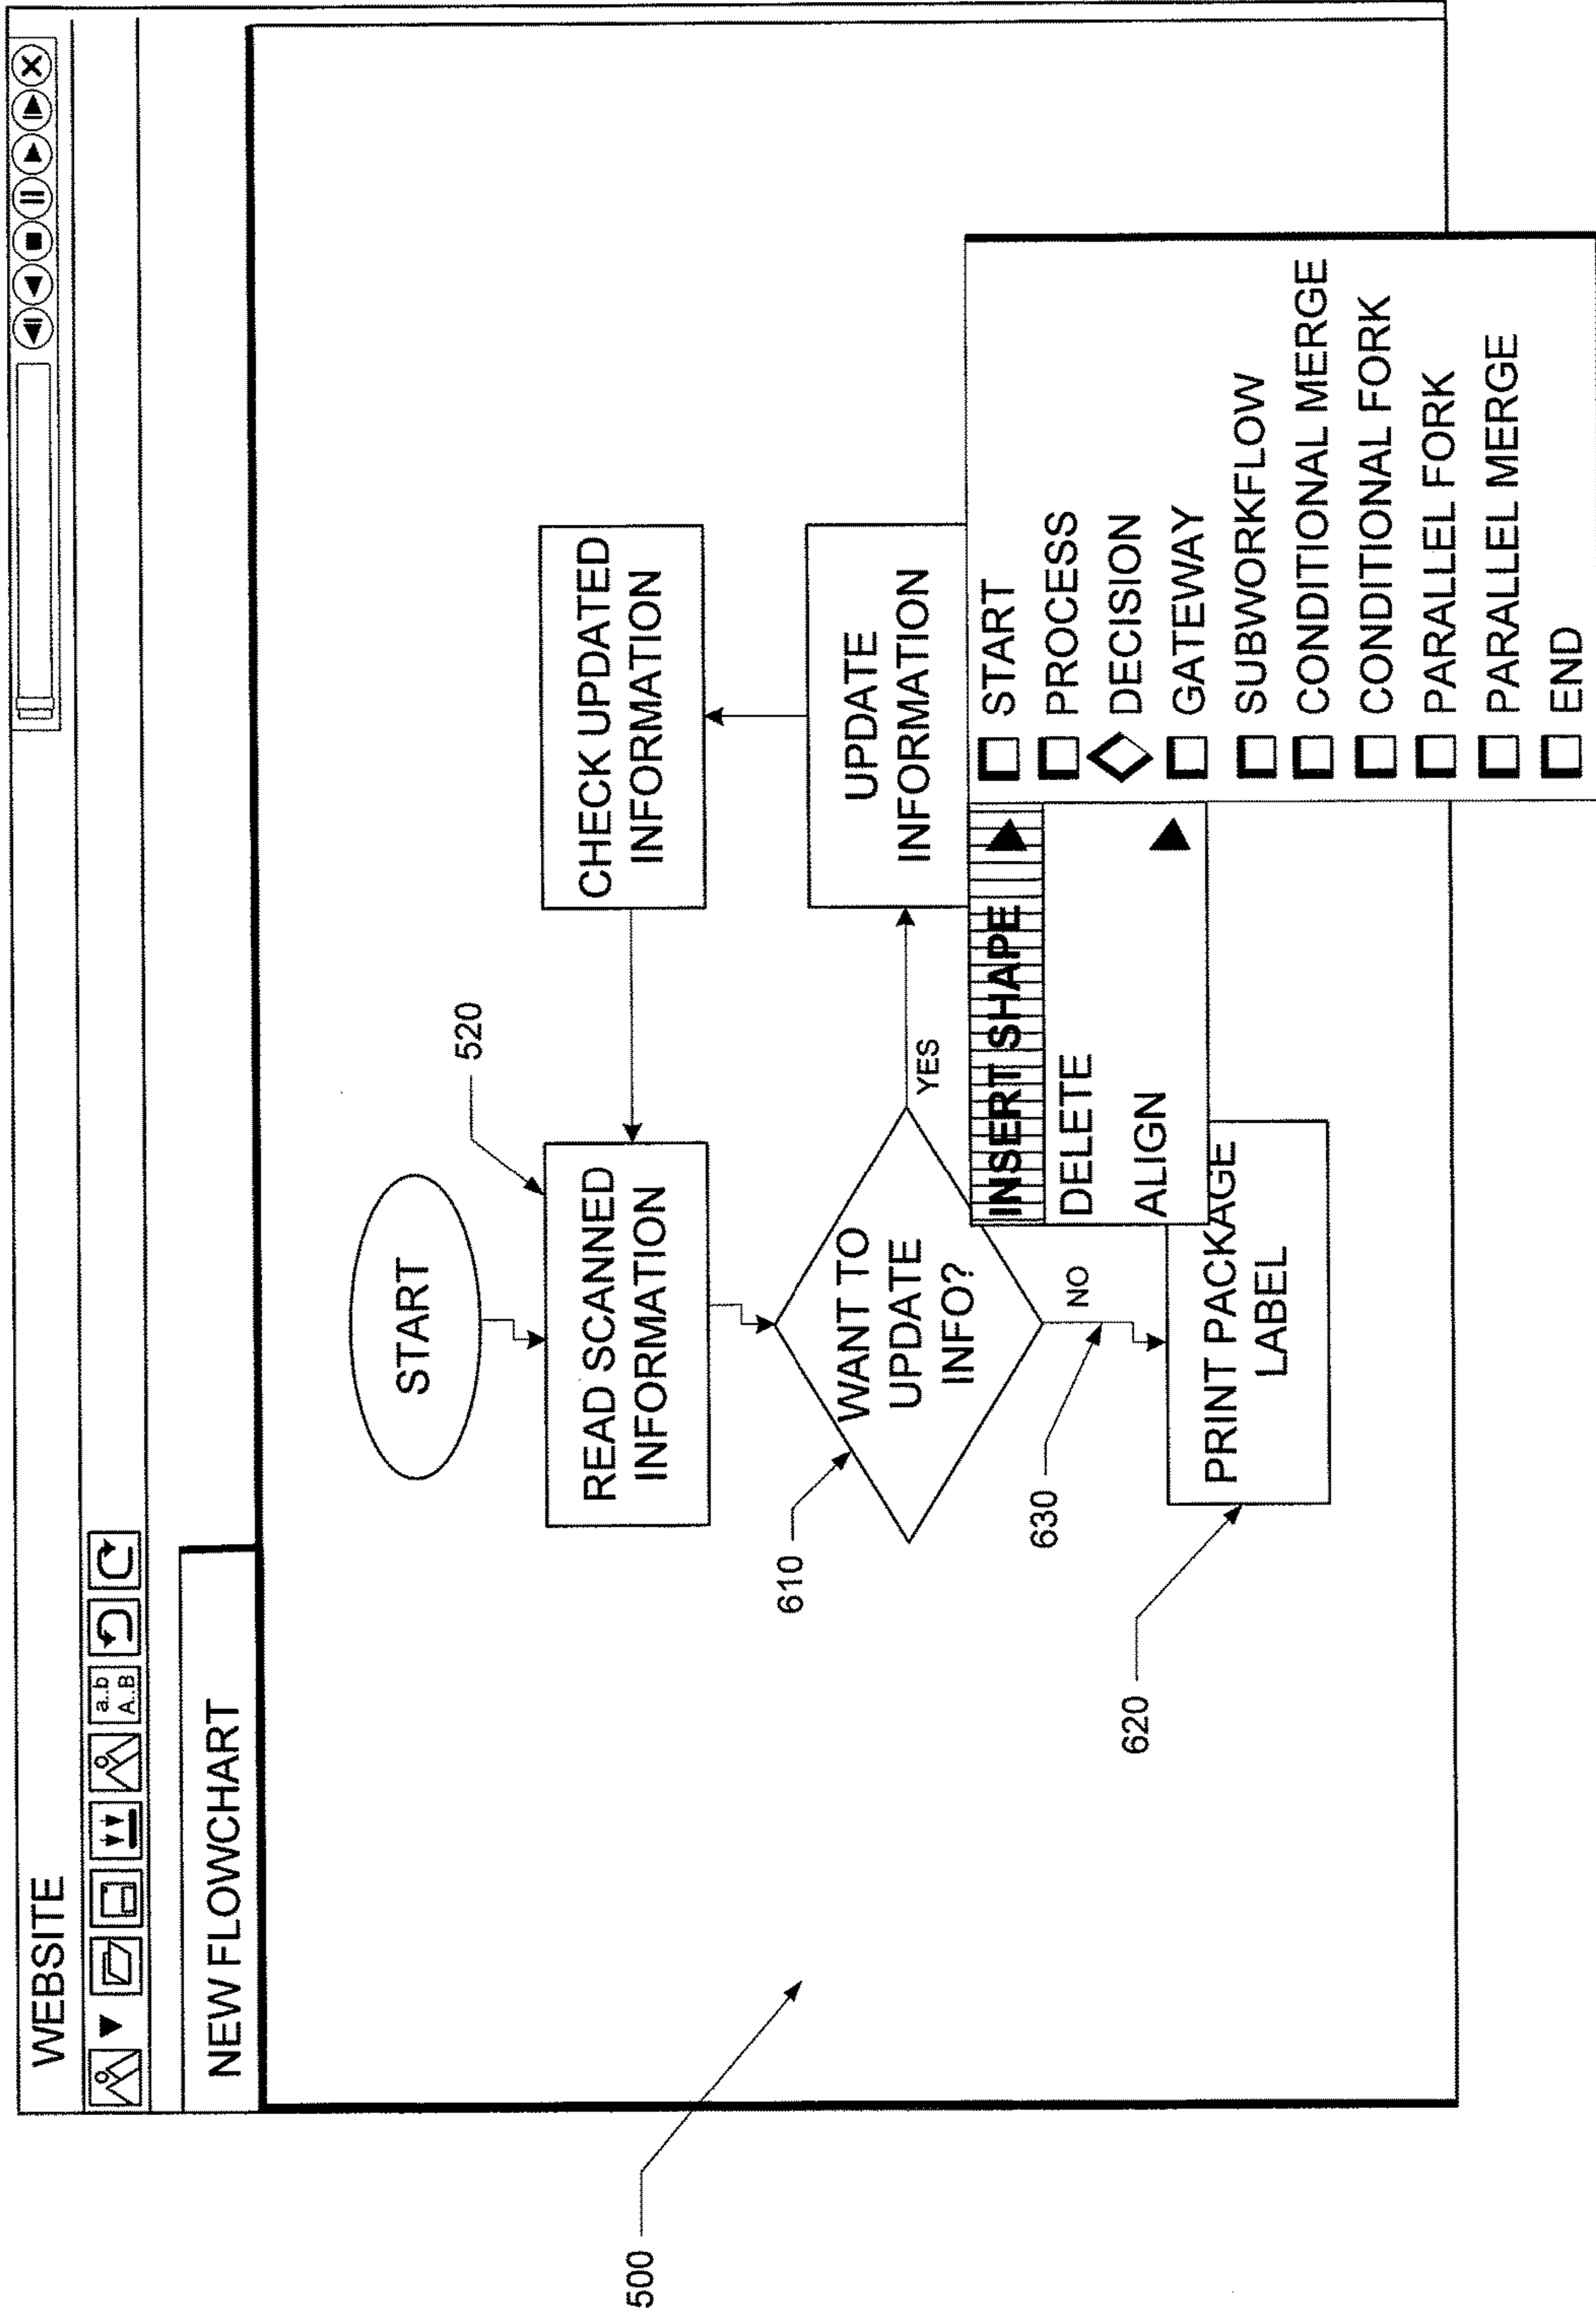 WEBSITE
a..b
A..B
NEW FLOWCHART
START
520
READ SCANNED
INFORMATION
CHECK UPDATED
INFORMATION
610
WANT TO
UPDATE
INFO?
YES
UPDATE
INFORMATION
500
630
NO
620
PRINT PACKAGE
LABEL
INSERT SHAPE
DELETE
ALIGN
START
PROCESS
DECISION
GATEWAY
SUBWORKFLOW
CONDITIONAL MERGE
CONDITIONAL FORK
PARALLEL FORK
PARALLEL MERGE
END